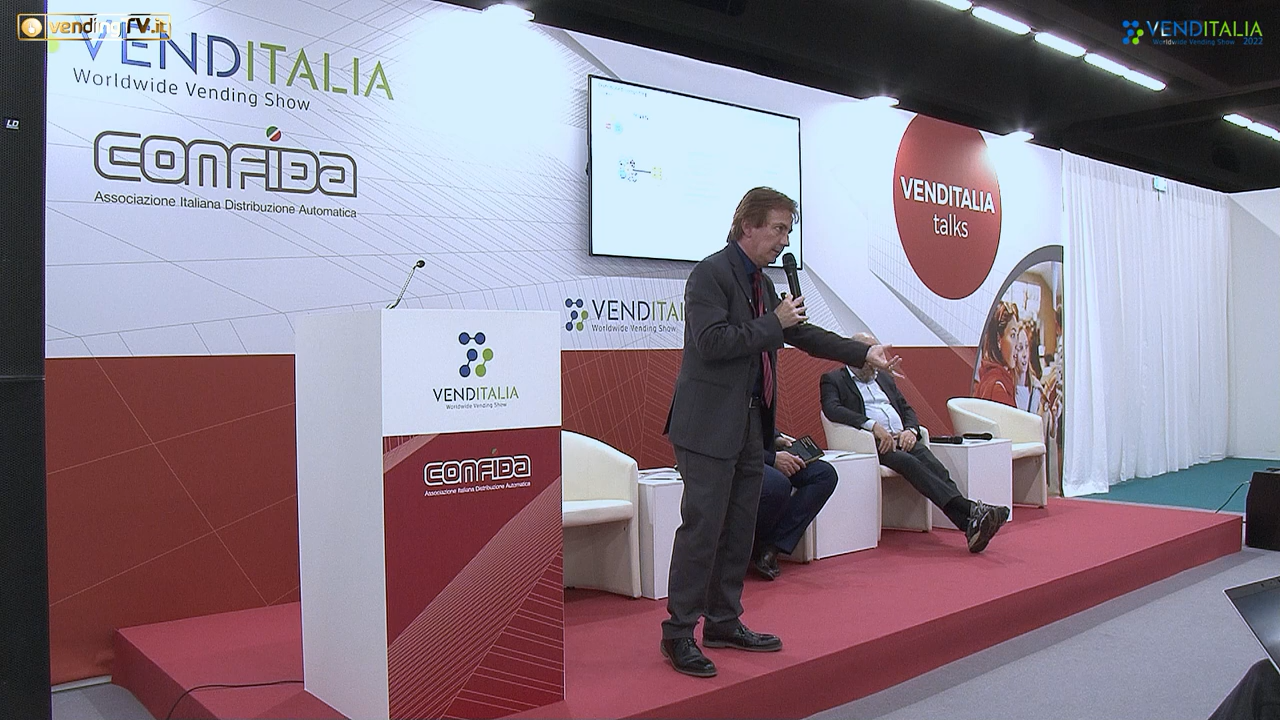 vendingTV.it
VENDITALIA
Worldwide Vending Show 2022
VENDITALIA
Worldwide Vending Show
CONFIDA
Associazione Italiana Distribuzione Automatica
VENDITALIA
talks
VENDITAL
Worldwide Vending Show
VENDITALIA
Worldwide Vending Show
CONFIDA
Associazione Italiana Distribuzione Automatica